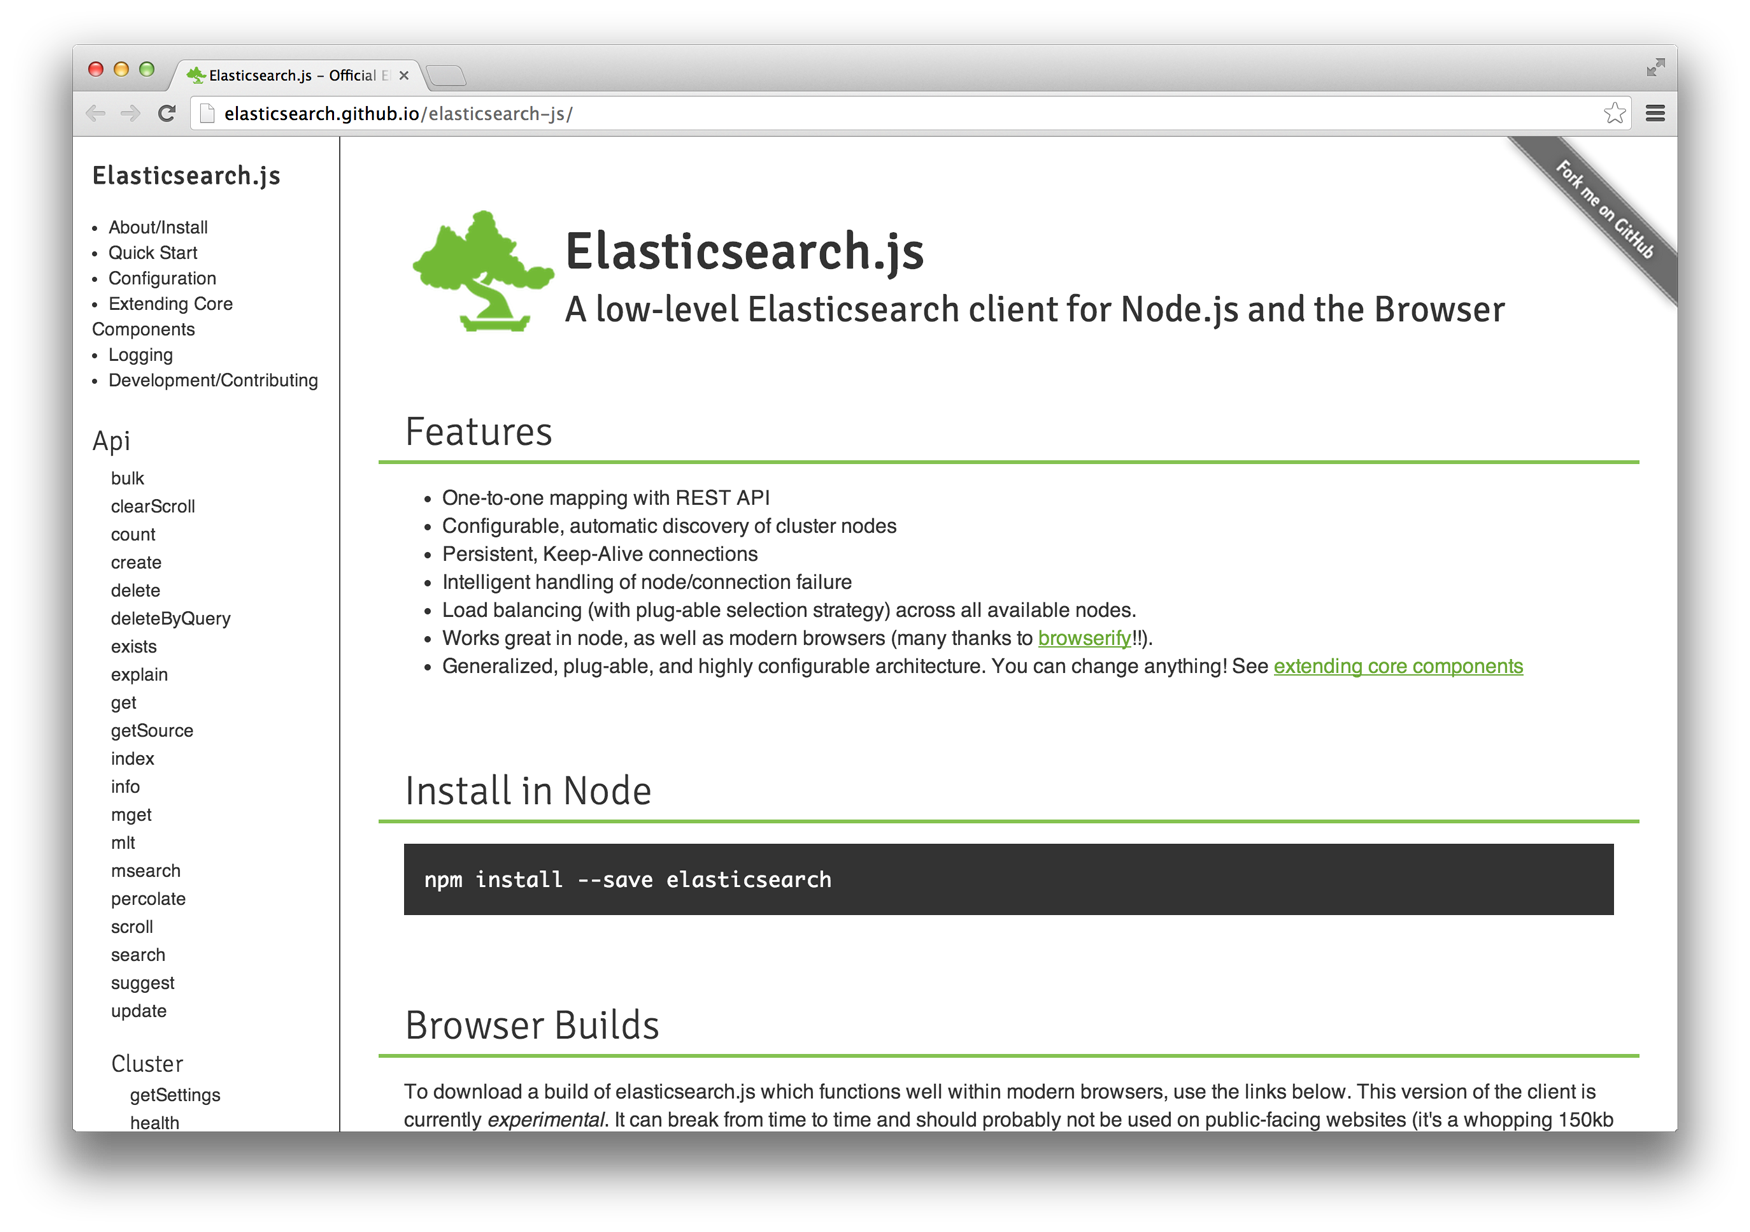 Elasticsearch.js – Official E
elasticsearch.github.io/elasticsearch-js/
Elasticsearch.js
• About/Install
• Quick Start
• Configuration
• Extending Core
Components
• Logging
• Development/Contributing
Api
bulk
clearScroll
count
create
delete
deleteByQuery
exists
explain
get
getSource
index
info
mget
mlt
msearch
percolate
scroll
search
suggest
update
Cluster
getSettings
health
Fork me on GitHub
Elasticsearch.js
A low-level Elasticsearch client for Node.js and the Browser
Features
• One-to-one mapping with REST API
• Configurable, automatic discovery of cluster nodes
• Persistent, Keep-Alive connections
• Intelligent handling of node/connection failure
• Load balancing (with plug-able selection strategy) across all available nodes.
• Works great in node, as well as modern browsers (many thanks to browserify!!).
• Generalized, plug-able, and highly configurable architecture. You can change anything! See extending core components
Install in Node
npm install --save elasticsearch
Browser Builds
To download a build of elasticsearch.js which functions well within modern browsers, use the links below. This version of the client is
currently experimental. It can break from time to time and should probably not be used on public-facing websites (it's a whopping 150kb